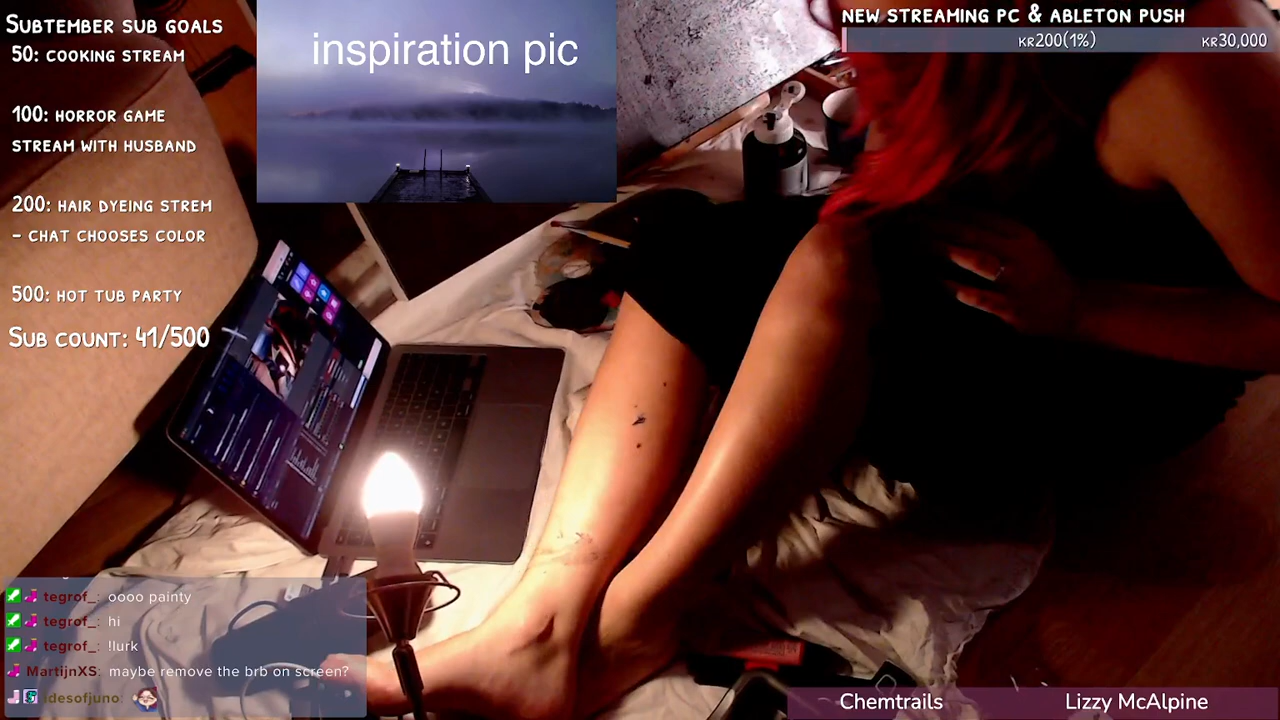 Subtember sub goals
50: cooking stream
100: horror game
stream with husband
200: hair dyeing strem
- chat chooses color
500: hot tub party
Sub count: 41/500
inspiration pic
new streaming pc & ableton push
kr200(1%)
kr30,000
tegrof_: oooo painty
tegrof_: hi
tegrof_: !lurk
MartijnXS: maybe remove the brb on screen?
idesofjuno:
Chemtrails
Lizzy McAlpine